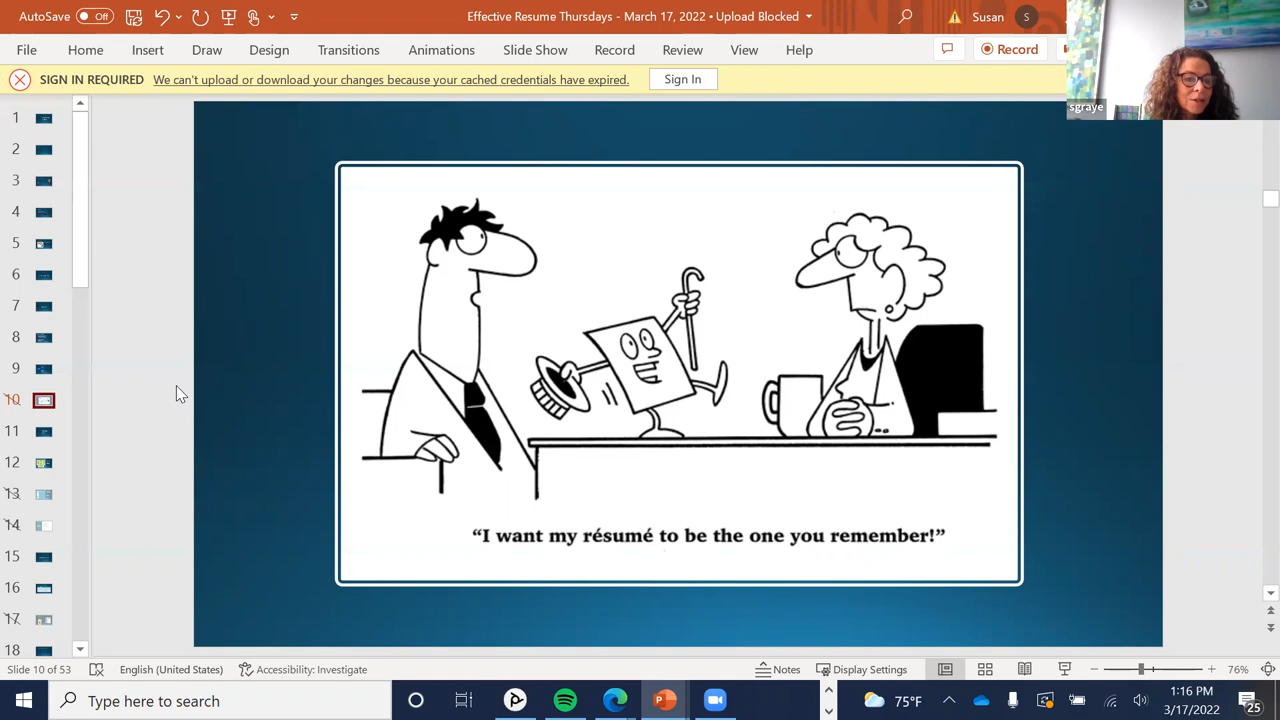 AutoSave Off
Effective Resume Thursdays - March 17, 2022 • Upload Blocked
Susan S
File Home Insert Draw Design Slide Show Transitions Animations Record Review View Help
Record
SIGN IN REQUIRED We can't upload or download your changes because your cached credentials have expired. Sign In
sgraye
1
2
3
4
5
6
7
8
9
10
11
12
13
14
15
16
17
18
“I want my résumé to be the one you remember!”
Slide 10 of 53 English (United States) Accessibility: Investigate Notes Display Settings 76%
Type here to search
75°F
1:16 PM
3/17/2022
25